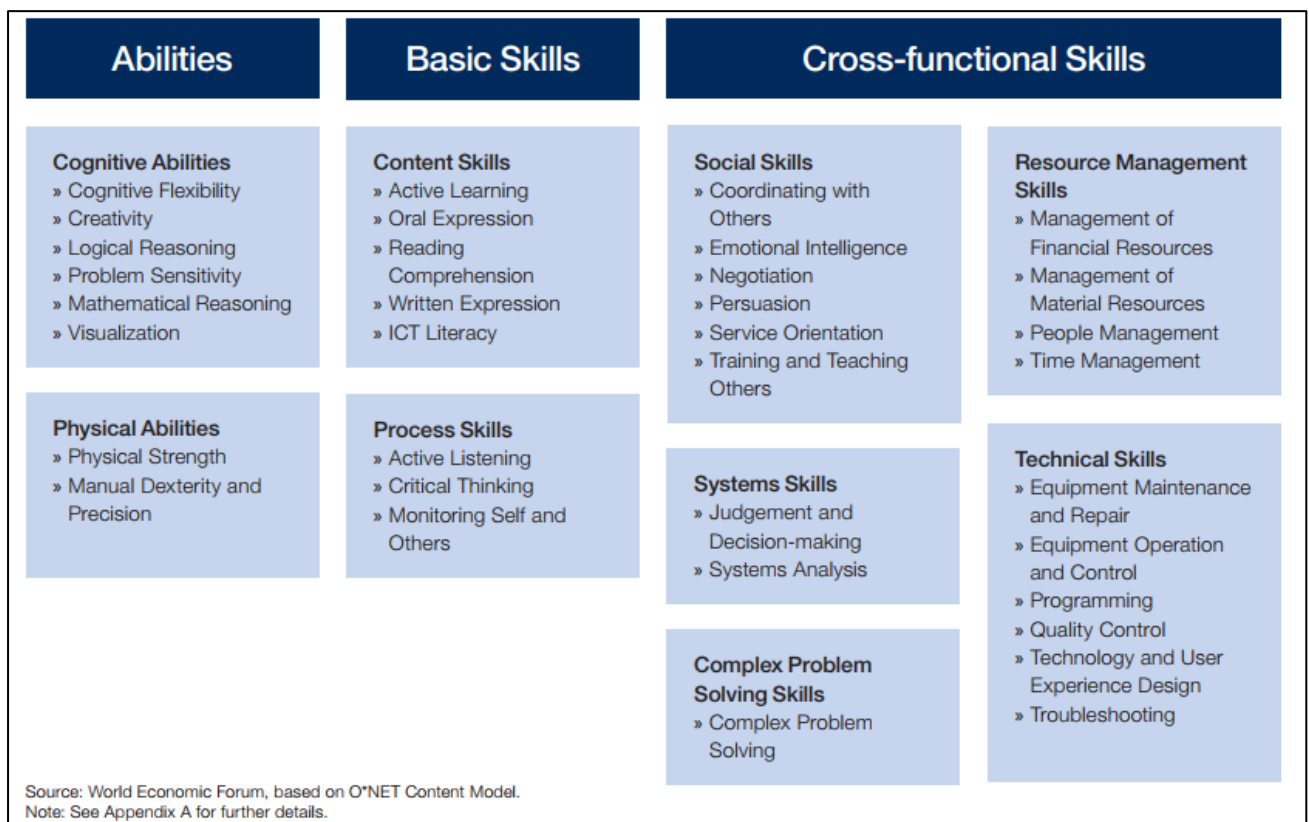 Abilities
Cognitive Abilities
» Cognitive Flexibility
» Creativity
» Logical Reasoning
» Problem Sensitivity
» Mathematical Reasoning
» Visualization
Physical Abilities
» Physical Strength
» Manual Dexterity and
Precision
Basic Skills
Content Skills
» Active Learning
» Oral Expression
» Reading
Comprehension
» Written Expression
» ICT Literacy
Process Skills
» Active Listening
» Critical Thinking
» Monitoring Self and
Others
Cross-functional Skills
Social Skills
» Coordinating with
Others
» Emotional Intelligence
» Negotiation
» Persuasion
» Service Orientation
» Training and Teaching
Others
Systems Skills
» Judgement and
Decision-making
» Systems Analysis
Complex Problem
Solving Skills
» Complex Problem
Solving
Resource Management
Skills
» Management of
Financial Resources
» Management of
Material Resources
» People Management
» Time Management
Technical Skills
» Equipment Maintenance
and Repair
» Equipment Operation
and Control
» Programming
» Quality Control
» Technology and User
Experience Design
» Troubleshooting
Source: World Economic Forum, based on O*NET Content Model.
Note: See Appendix A for further details.